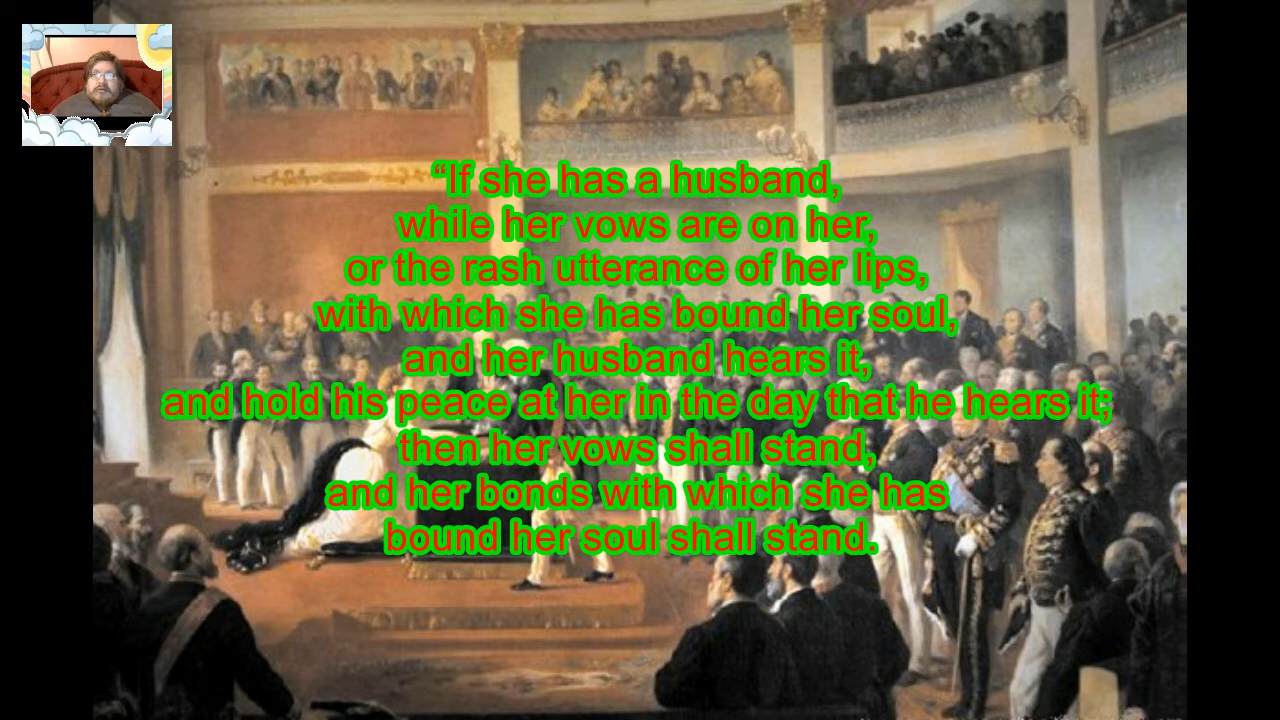 “If she has a husband,
while her vows are on her,
or the rash utterance of her lips,
with which she has bound her soul,
and her husband hears it,
and hold his peace at her in the day that he hears it;
then her vows shall stand,
and her bonds with which she has
bound her soul shall stand.